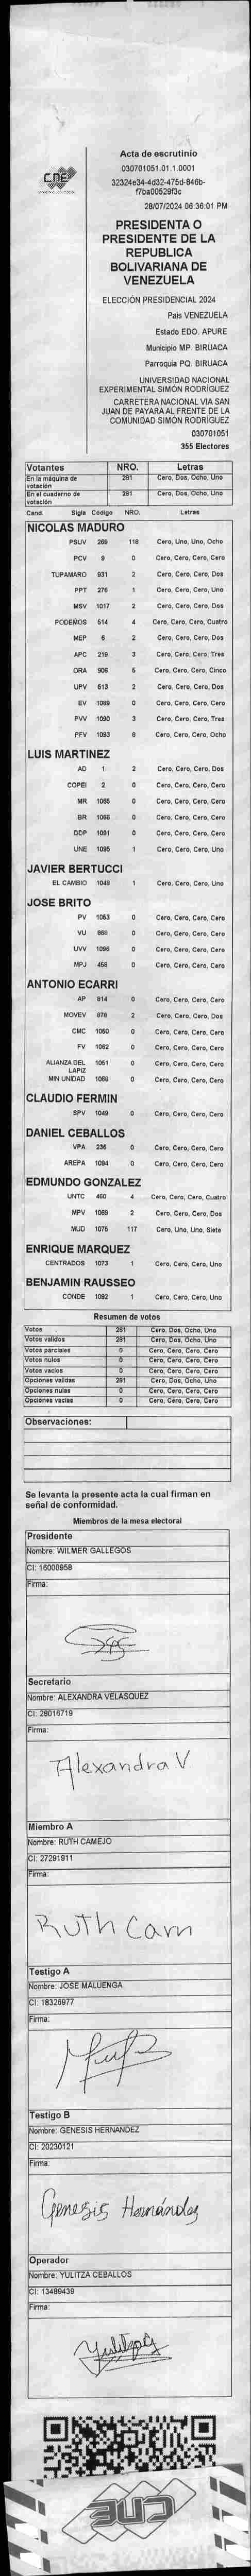 CNE
Acta de escrutinio
030701051.01.1.0001
32324e34-4d32-475d-846b-
f7ba00529f3c
28/07/2024 06:36:01 PM
PRESIDENTA O
PRESIDENTE DE LA
REPUBLICA
BOLIVARIANA DE
VENEZUELA
ELECCIÓN PRESIDENCIAL 2024
Pais VENEZUELA
Estado EDO. APURE
Municipio MP. BIRUACA
Parroquia PQ. BIRUACA
UNIVERSIDAD NACIONAL
EXPERIMENTAL SIMÓN RODRÍGUEZ
CARRETERA NACIONAL VIA SAN
JUAN DE PAYARA AL FRENTE DE LA
COMUNIDAD SIMÓN RODRÍGUEZ
030701051
355 Electores
Votantes NRO. Letras
En la máquina de votación 281 Cero, Dos, Ocho, Uno
En el cuaderno de votación 281 Cero, Dos, Ocho, Uno
Cand. Sigla Código NRO. Letras
NICOLAS MADURO
PSUV 269 118 Cero, Uno, Uno, Ocho
PCV 9 0 Cero, Cero, Cero, Cero
TUPAMARO 931 2 Cero, Cero, Cero, Dos
PPT 276 1 Cero, Cero, Cero, Uno
MSV 1017 2 Cero, Cero, Cero, Dos
PODEMOS 514 4 Cero, Cero, Cero, Cuatro
MEP 6 2 Cero, Cero, Cero, Dos
APC 219 3 Cero, Cero, Cero, Tres
ORA 906 5 Cero, Cero, Cero, Cinco
UPV 513 2 Cero, Cero, Cero, Dos
EV 1089 0 Cero, Cero, Cero, Cero
PVV 1090 3 Cero, Cero, Cero, Tres
PFV 1093 8 Cero, Cero, Cero, Ocho
LUIS MARTINEZ
AD 1 2 Cero, Cero, Cero, Dos
COPEI 2 0 Cero, Cero, Cero, Cero
MR 1065 0 Cero, Cero, Cero, Cero
BR 1066 0 Cero, Cero, Cero, Cero
DDP 1091 0 Cero, Cero, Cero, Cero
UNE 1095 1 Cero, Cero, Cero, Uno
JAVIER BERTUCCI
EL CAMBIO 1048 1 Cero, Cero, Cero, Uno
JOSE BRITO
PV 1053 0 Cero, Cero, Cero, Cero
VU 868 0 Cero, Cero, Cero, Cero
UVV 1096 0 Cero, Cero, Cero, Cero
MPJ 458 0 Cero, Cero, Cero, Cero
ANTONIO ECARRI
AP 814 0 Cero, Cero, Cero, Cero
MOVEV 878 2 Cero, Cero, Cero, Dos
CMC 1050 0 Cero, Cero, Cero, Cero
FV 1062 0 Cero, Cero, Cero, Cero
ALIANZA DEL LAPIZ 1051 0 Cero, Cero, Cero, Cero
MIN UNIDAD 1068 0 Cero, Cero, Cero, Cero
CLAUDIO FERMIN
SPV 1049 0 Cero, Cero, Cero, Cero
DANIEL CEBALLOS
VPA 236 0 Cero, Cero, Cero, Cero
AREPA 1094 0 Cero, Cero, Cero, Cero
EDMUNDO GONZALEZ
UNTC 460 4 Cero, Cero, Cero, Cuatro
MPV 1069 2 Cero, Cero, Cero, Dos
MUD 1075 117 Cero, Uno, Uno, Siete
ENRIQUE MARQUEZ
CENTRADOS 1073 1 Cero, Cero, Cero, Uno
BENJAMIN RAUSSEO
CONDE 1092 1 Cero, Cero, Cero, Uno
Resumen de votos
Votos 281 Cero, Dos, Ocho, Uno
Votos validos 281 Cero, Dos, Ocho, Uno
Votos parciales 0 Cero, Cero, Cero, Cero
Votos nulos 0 Cero, Cero, Cero, Cero
Votos vacios 0 Cero, Cero, Cero, Cero
Opciones validas 281 Cero, Dos, Ocho, Uno
Opciones nulas 0 Cero, Cero, Cero, Cero
Opciones vacias 0 Cero, Cero, Cero, Cero
Observaciones:
Se levanta la presente acta la cual firman en
señal de conformidad.
Miembros de la mesa electoral
Presidente
Nombre: WILMER GALLEGOS
CI: 16000958
Firma:
Secretario
Nombre: ALEXANDRA VELASQUEZ
CI: 28016719
Firma:
Alexandra V
Miembro A
Nombre: RUTH CAMEJO
CI: 27291911
Firma:
Ruth Cam
Testigo A
Nombre: JOSE MALUENGA
CI: 18326977
Firma:
Testigo B
Nombre: GENESIS HERNANDEZ
CI: 20230121
Firma:
Genesis Hernández
Operador
Nombre: YULITZA CEBALLOS
CI: 13489439
Firma:
CNE